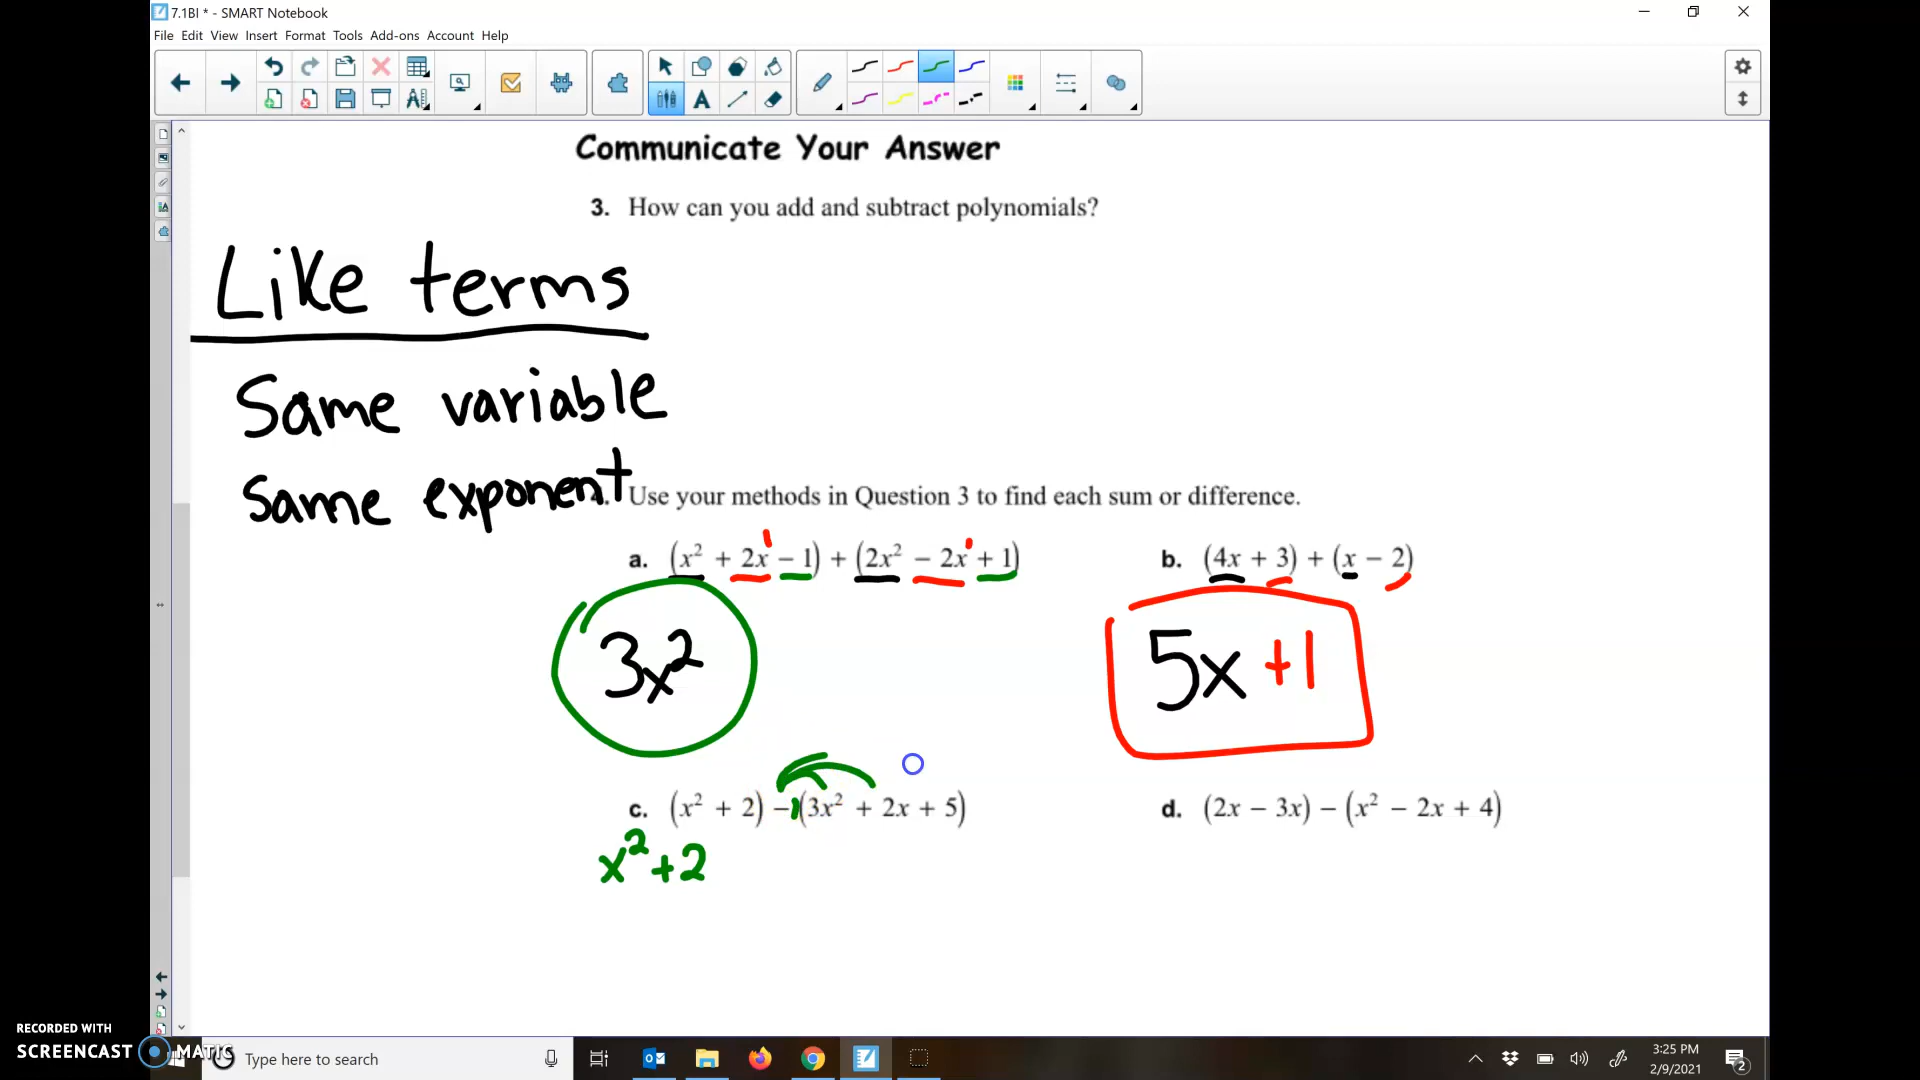 7.1BI * - SMART Notebook
File Edit View Insert Format Tools Add-ons Account Help
Communicate Your Answer
3. How can you add and subtract polynomials?
Like terms
Same variable
Same exponent
Use your methods in Question 3 to find each sum or difference.
a. (x² + 2x¹ − 1) + (2x² − 2x¹ + 1)
b. (4x + 3) + (x − 2)
3x²
5x +1
c. (x² + 2) −1(3x² + 2x + 5)
d. (2x − 3x) − (x² − 2x + 4)
x² +2
RECORDED WITH
SCREENCAST MATIC
Type here to search
3:25 PM
2/9/2021
2